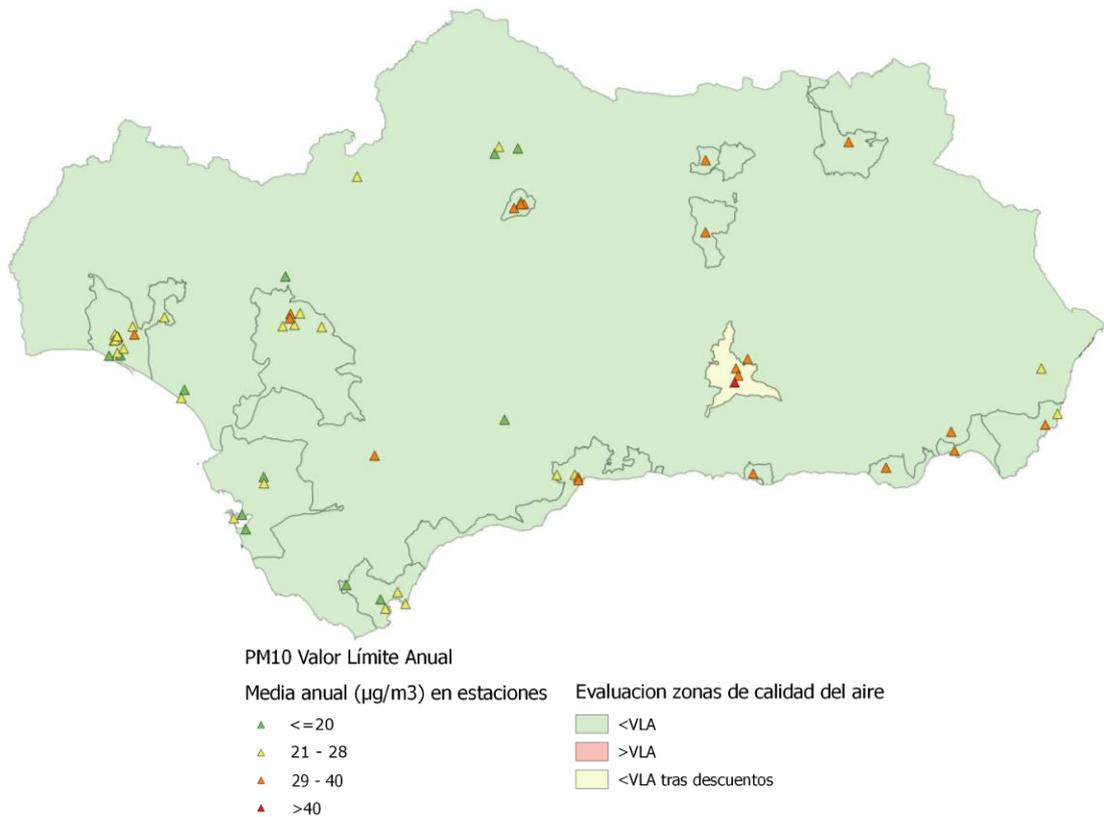 PM10 Valor Límite Anual
Media anual (µg/m3) en estaciones
<=20
21 - 28
29 - 40
>40
Evaluacion zonas de calidad del aire
<VLA
>VLA
<VLA tras descuentos